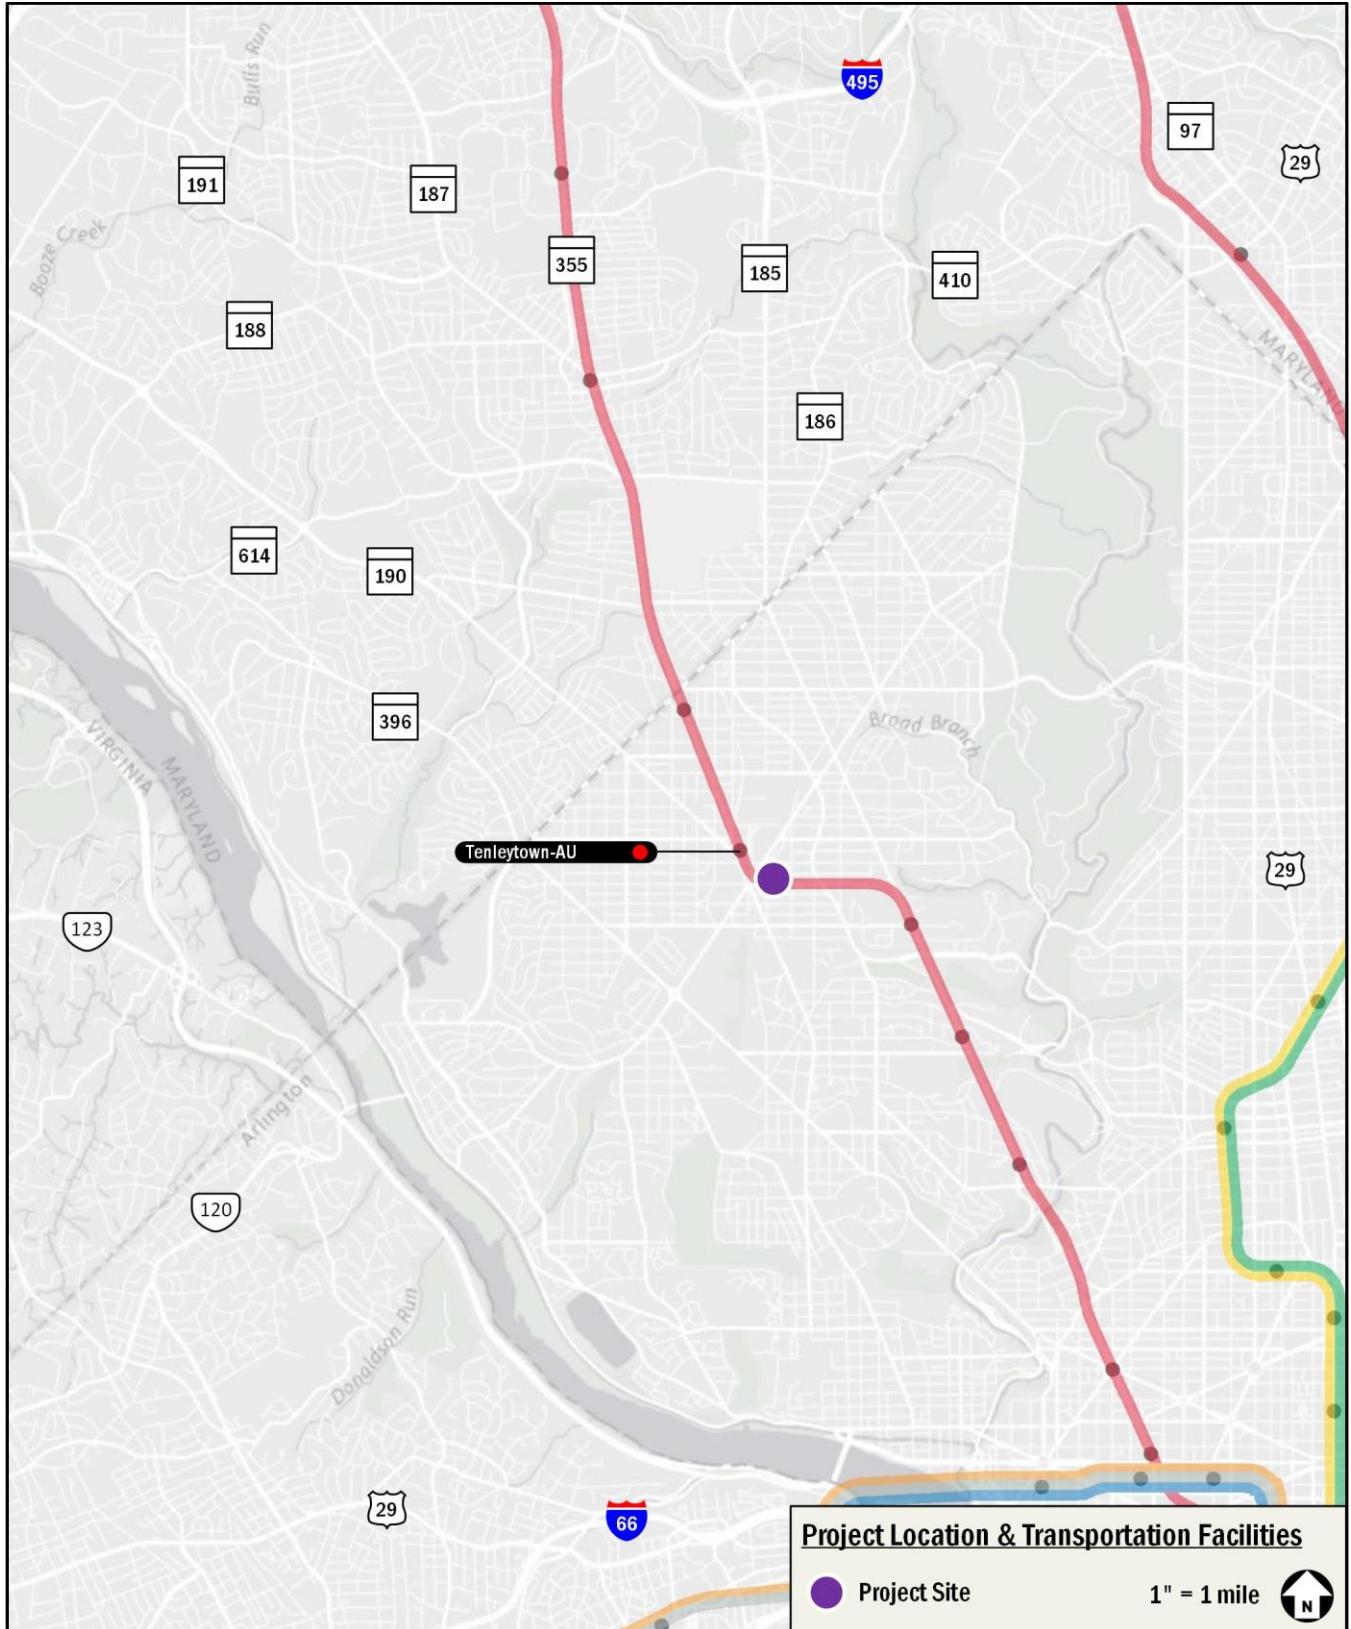 Bulis Run
495
97
29
191
187
Booze Creek
355
185
410
188
MARYLAND
186
614
190
396
Broad Branch
VIRGINIA
MARYLAND
Tenleytown-AU
29
123
Arlington
120
Donaldson Run
29
66
Project Location & Transportation Facilities
Project Site
1" = 1 mile
N